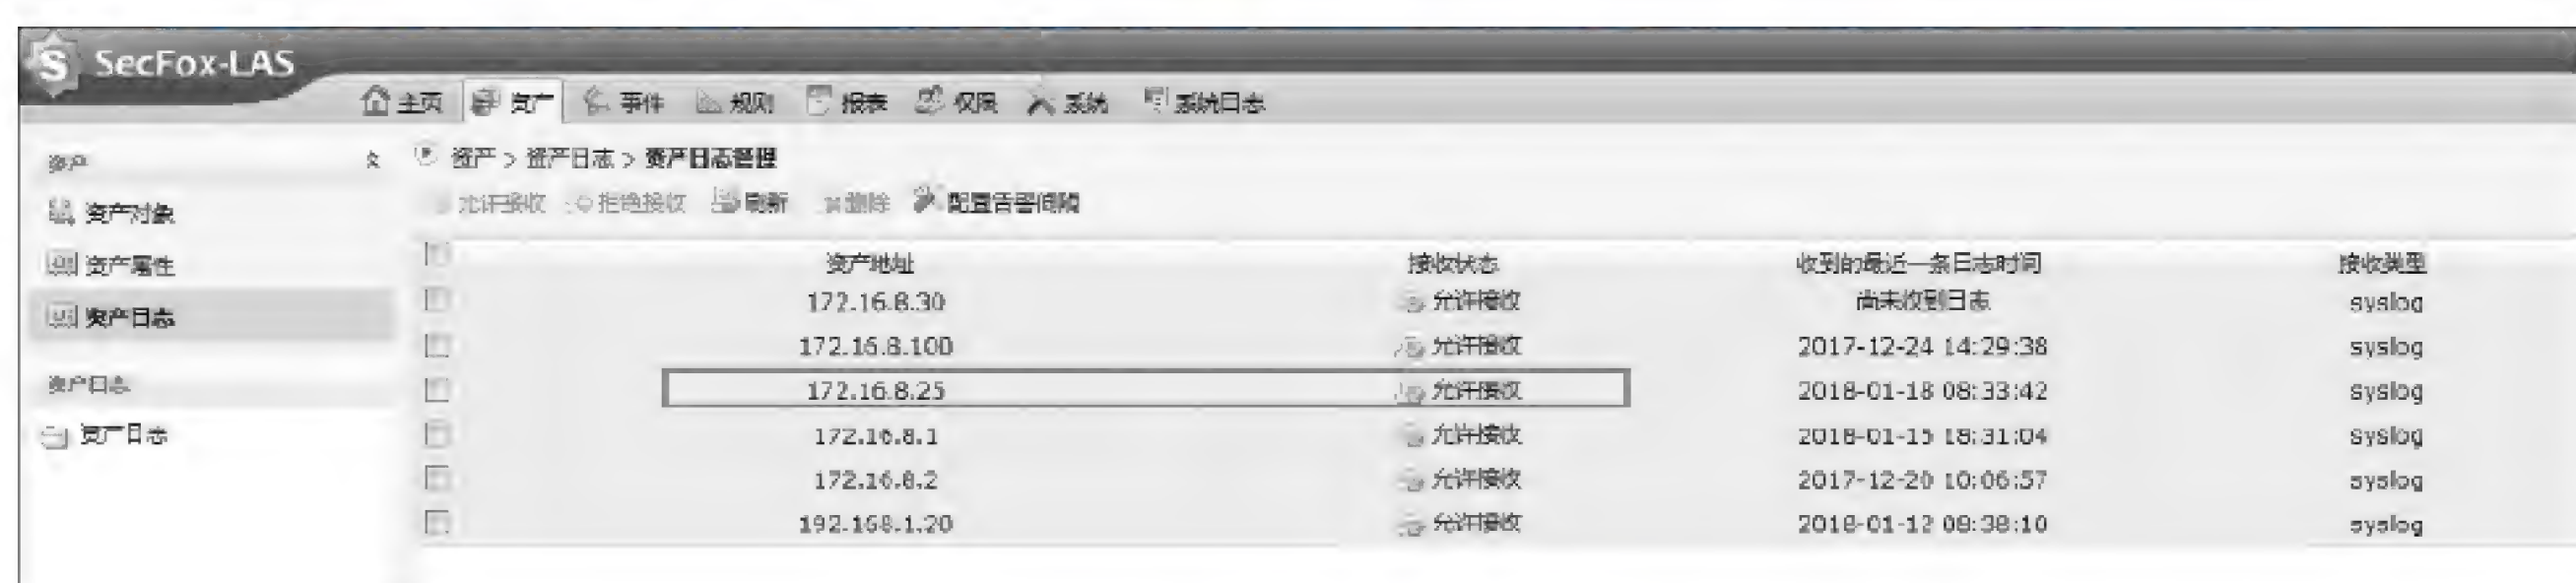 SecFox-LAS
主页 资产 事件 规则 报表 权限 系统 系统日志
资产
资产 > 资产日志 > 资产日志管理
允许接收 拒绝接收 刷新 删除 配置告警间隔
资产对象
资产属性
资产日志
资产日志
资产日志
资产地址 接收状态 收到的最近一条日志时间 接收类型
172.16.8.30 允许接收 尚未收到日志 syslog
172.16.8.100 允许接收 2017-12-24 14:29:38 syslog
172.16.8.25 允许接收 2018-01-18 08:33:42 syslog
172.16.8.1 允许接收 2018-01-15 18:31:04 syslog
172.16.8.2 允许接收 2017-12-20 10:06:57 syslog
192.168.1.20 允许接收 2018-01-12 08:38:10 syslog